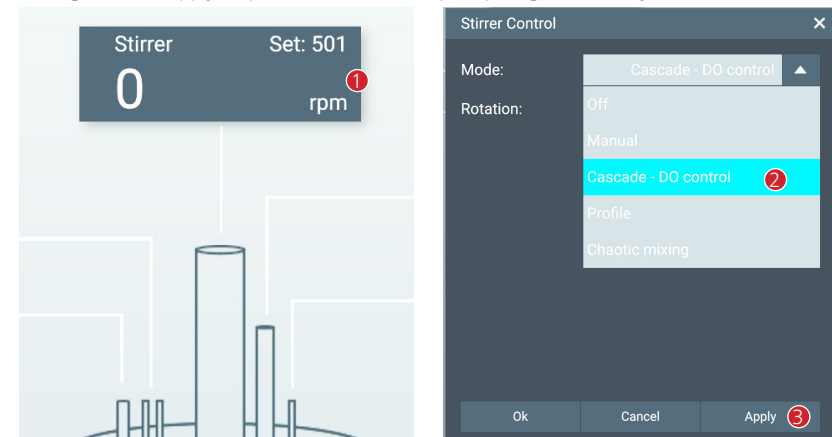 Stirrer Set: 501
0 rpm
1
Stirrer Control ×
Mode: Cascade - DO control
Rotation:
Off
Manual
Cascade - DO control 2
Profile
Chaotic mixing
Ok Cancel Apply 3